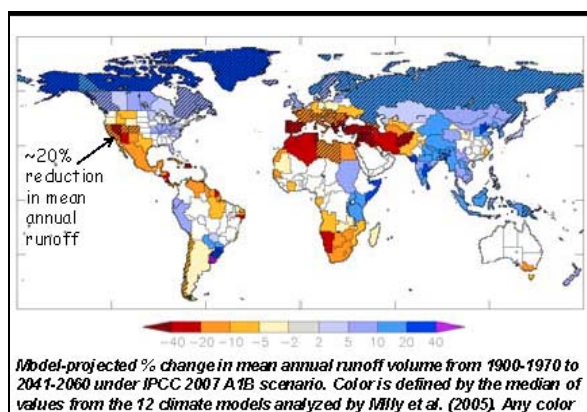 ~20%
reduction
in mean
annual
runoff
-40 -20 -10 -5 -2 2 5 10 20 40
Model-projected % change in mean annual runoff volume from 1900-1970 to
2041-2060 under IPCC 2007 A1B scenario. Color is defined by the median of
values from the 12 climate models analyzed by Milly et al. (2005). Any color